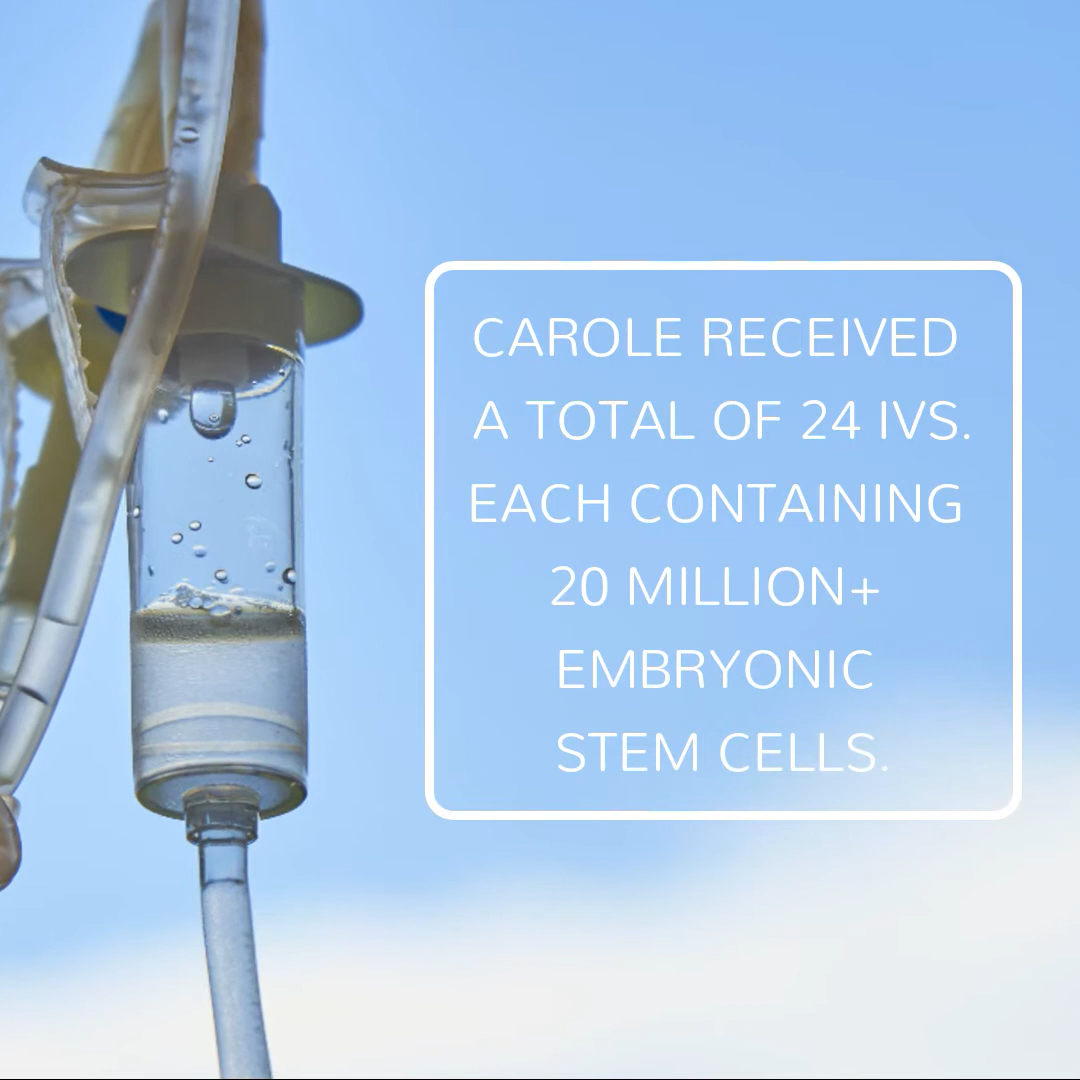 CAROLE RECEIVED
A TOTAL OF 24 IVS.
EACH CONTAINING
20 MILLION+
EMBRYONIC
STEM CELLS.